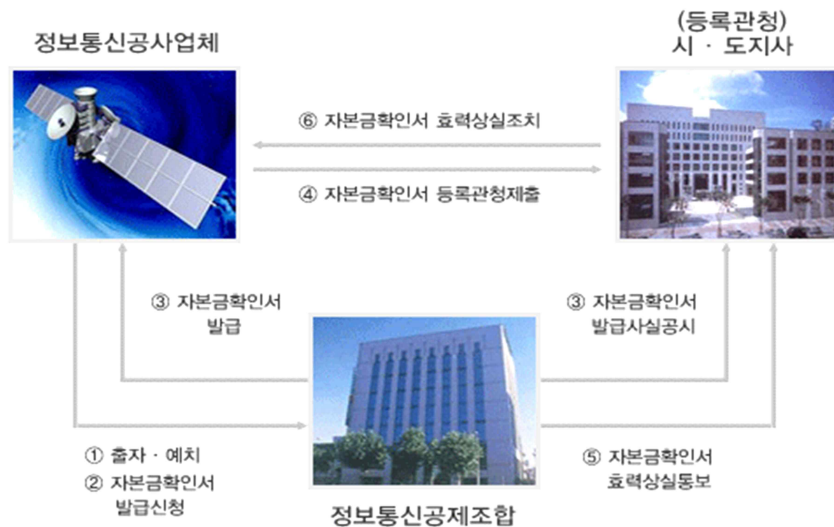 정보통신공사업체
(등록관청)
시 · 도지사
⑥ 자본금확인서 효력상실조치
④ 자본금확인서 등록관청제출
③ 자본금확인서
발급
③ 자본금확인서
발급사실공시
① 출자 · 예치
② 자본금확인서
발급신청
⑤ 자본금확인서
효력상실통보
정보통신공제조합